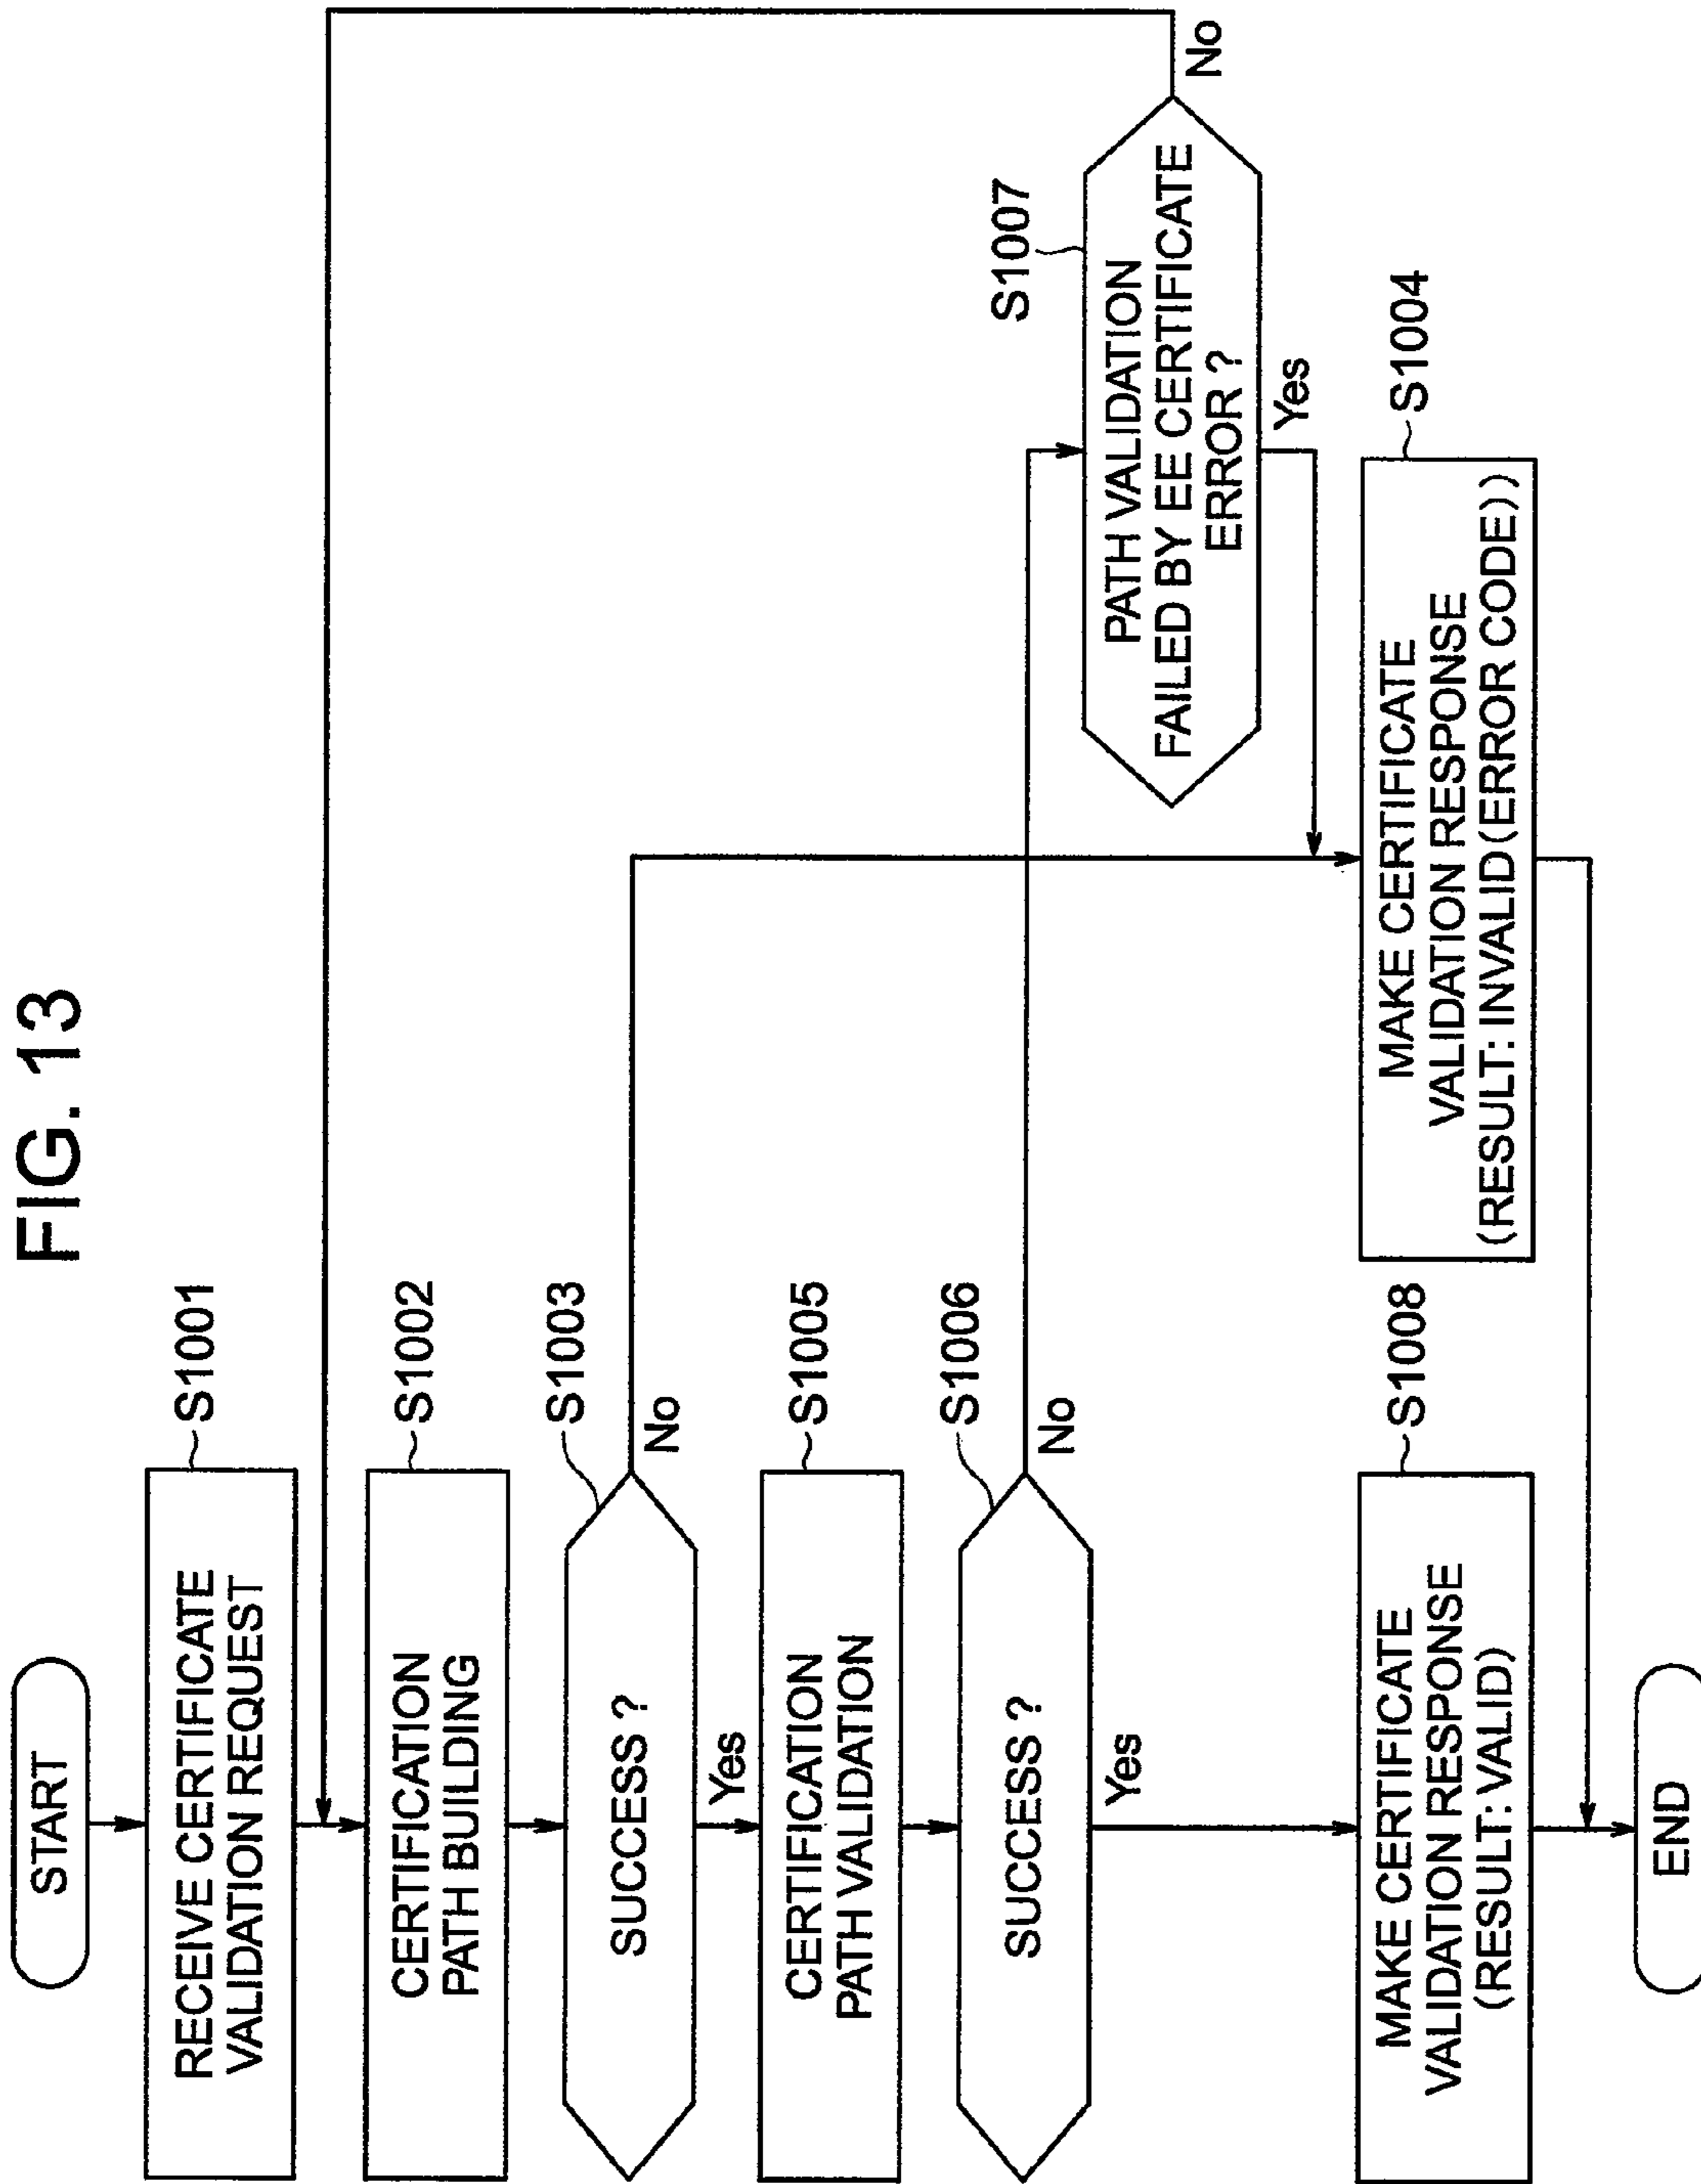 FIG. 13
START
RECEIVE CERTIFICATE
VALIDATION REQUEST
S1001
CERTIFICATION
PATH BUILDING
S1002
SUCCESS ?
S1003
No
Yes
CERTIFICATION
PATH VALIDATION
S1005
SUCCESS ?
S1006
No
Yes
PATH VALIDATION
FAILED BY EE CERTIFICATE
ERROR ?
S1007
No
Yes
MAKE CERTIFICATE
VALIDATION RESPONSE
(RESULT: VALID)
S1008
MAKE CERTIFICATE
VALIDATION RESPONSE
(RESULT: INVALID (ERROR CODE))
S1004
END